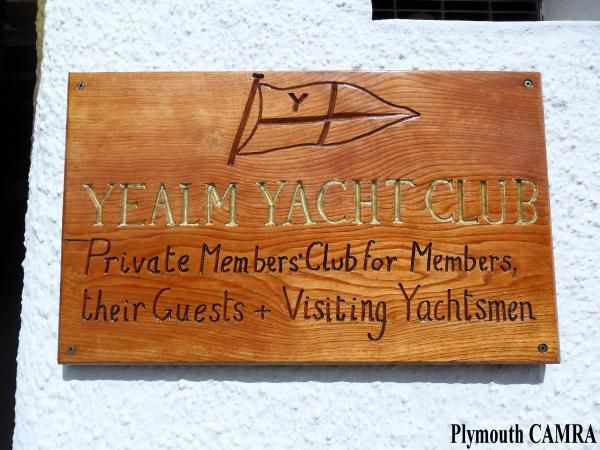 Y
YEALM YACHT CLUB
Private Members' Club for Members,
their Guests + Visiting Yachtsmen
Plymouth CAMRA